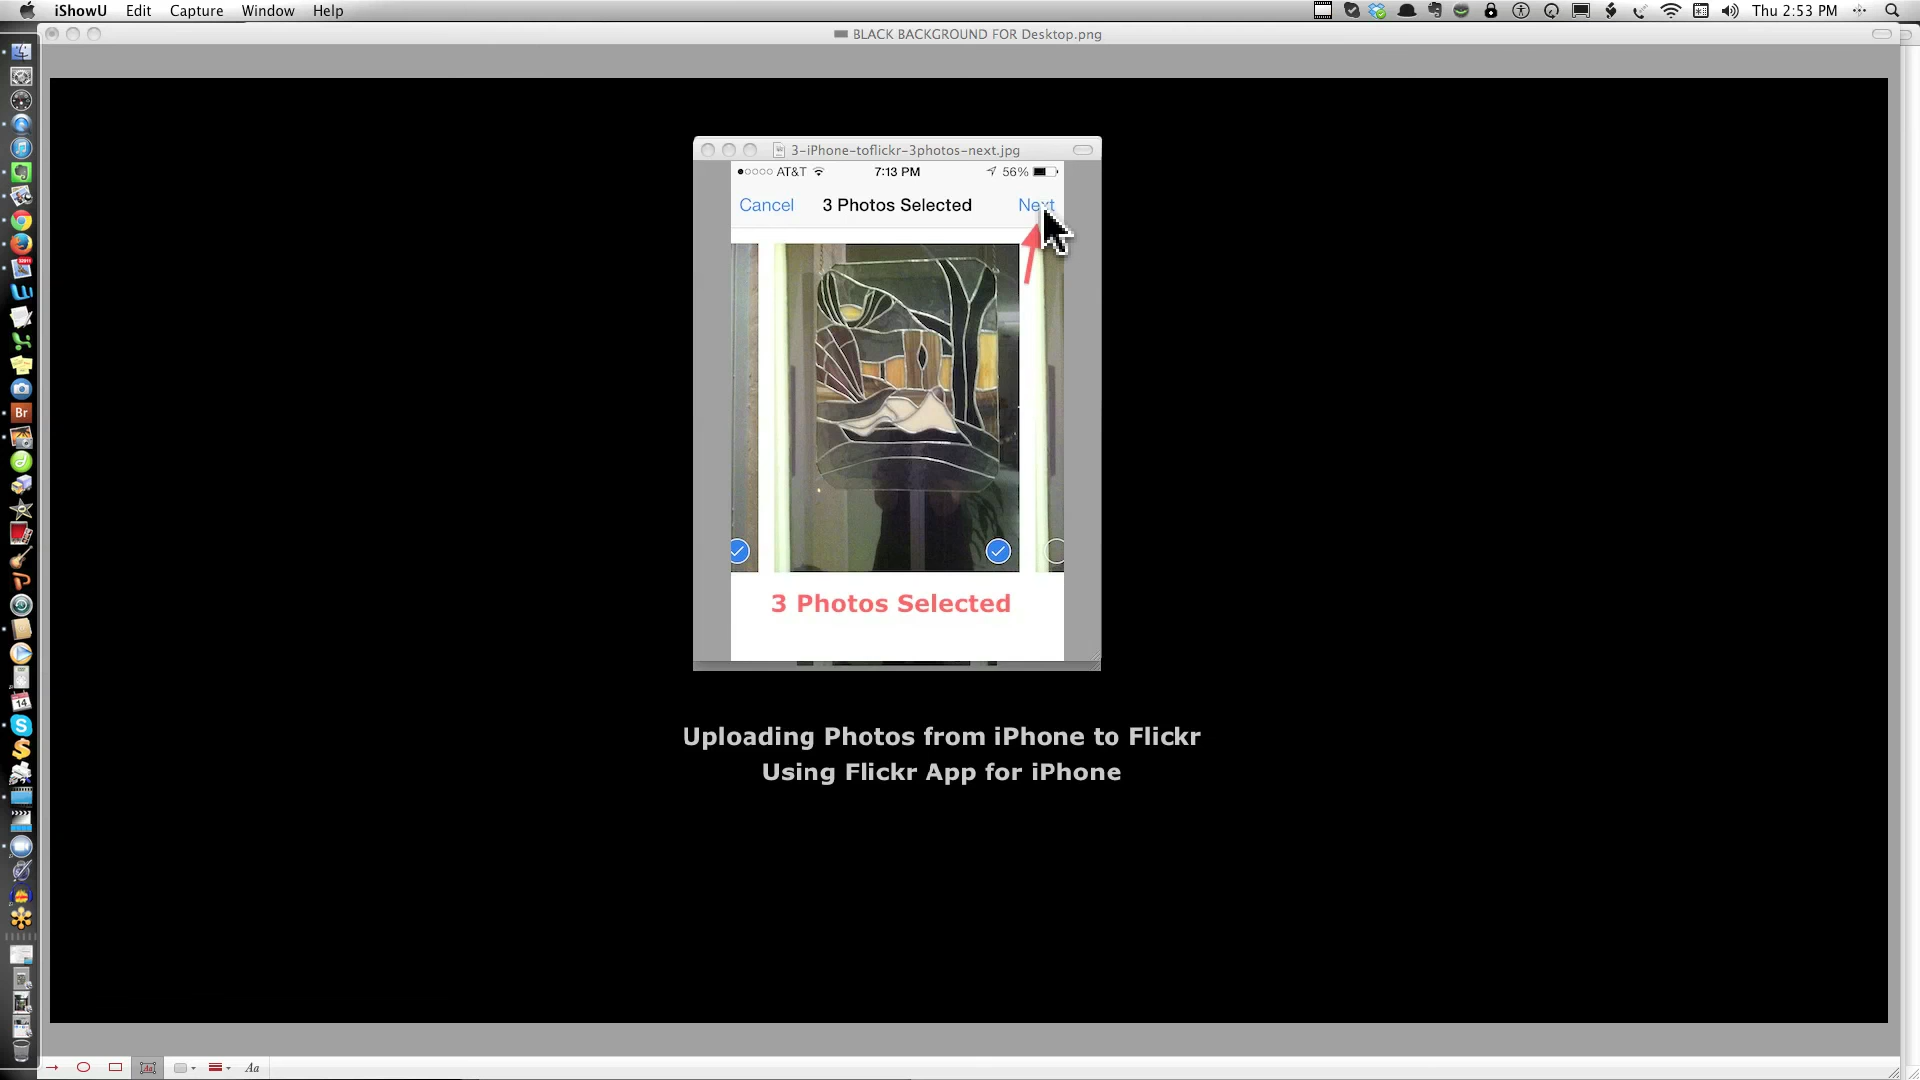 iShowU Edit Capture Window Help Thu 2:53 PM
BLACK BACKGROUND FOR Desktop.png
3-iPhone-toflickr-3photos-next.jpg
AT&T 7:13 PM 56%
Cancel 3 Photos Selected Next
3 Photos Selected
Br
14
Uploading Photos from iPhone to Flickr
Using Flickr App for iPhone
Aa